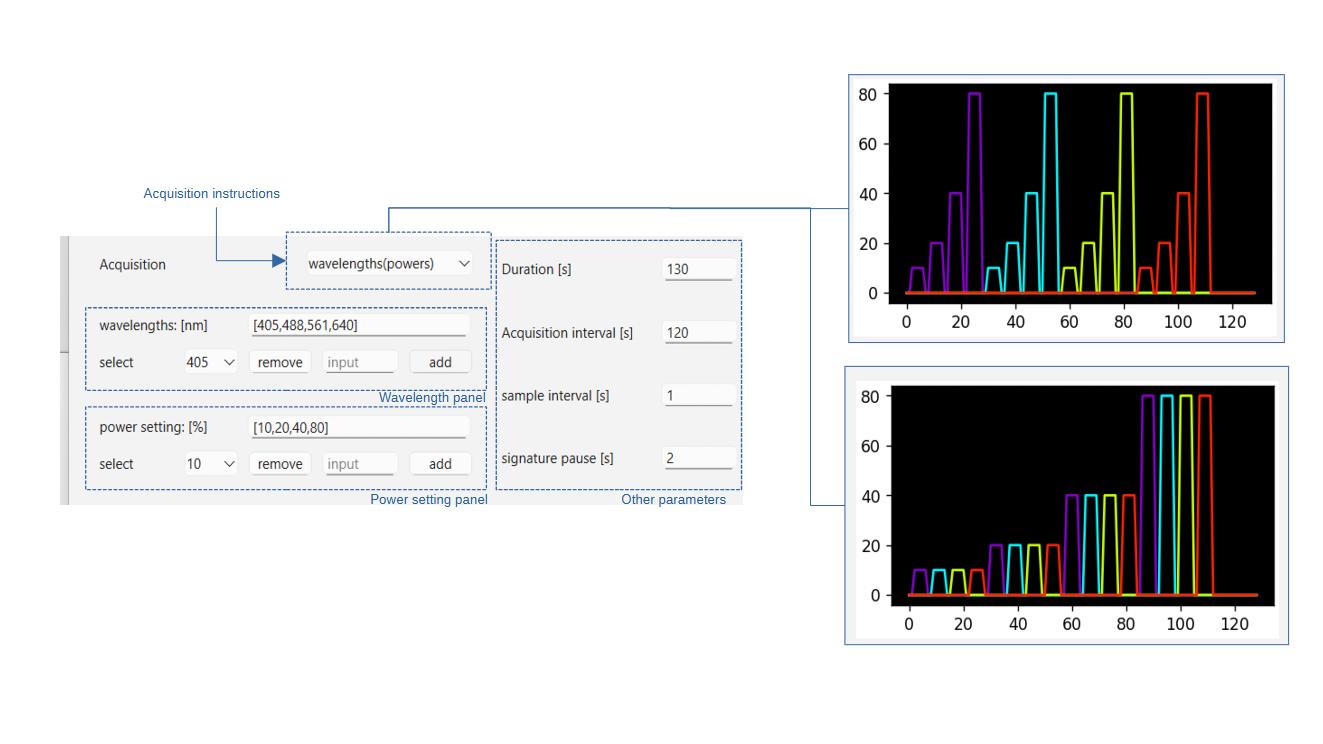 Acquisition instructions
Acquisition
wavelengths(powers)
wavelengths: [nm] [405,488,561,640]
select 405 remove input add
Wavelength panel
power setting: [%] [10,20,40,80]
select 10 remove input add
Power setting panel
Duration [s] 130
Acquisition interval [s] 120
sample interval [s] 1
signature pause [s] 2
Other parameters
80
60
40
20
0
0 20 40 60 80 100 120
80
60
40
20
0
0 20 40 60 80 100 120